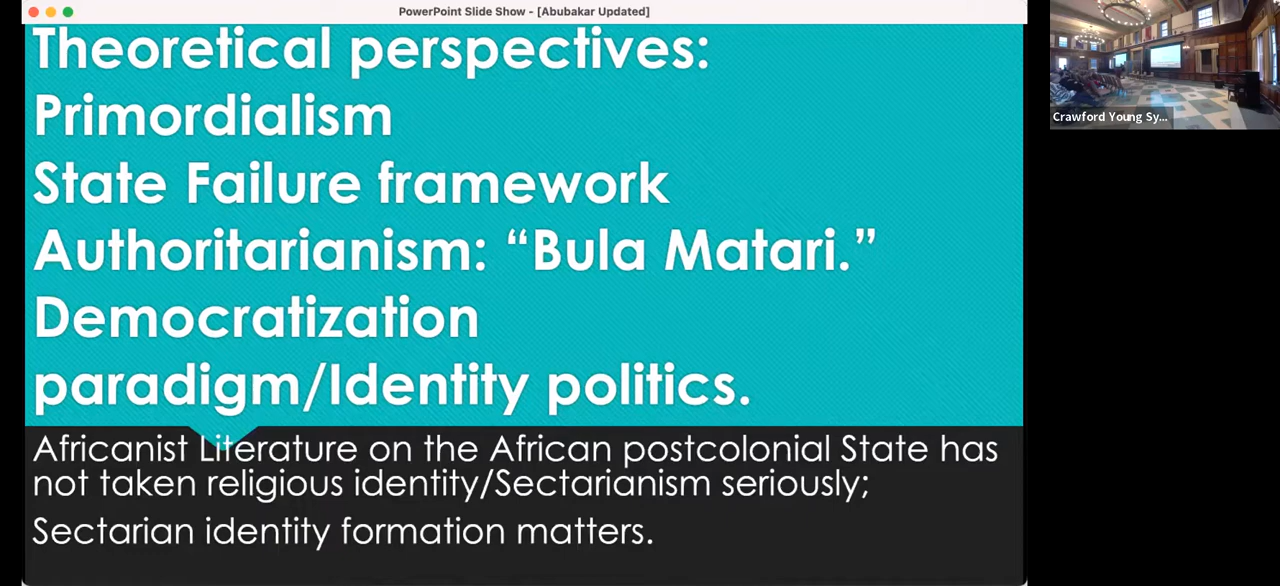 PowerPoint Slide Show - [Abubakar Updated]
Theoretical perspectives:
Primordialism
State Failure framework
Authoritarianism: “Bula Matari.”
Democratization
paradigm/Identity politics.
Africanist Literature on the African postcolonial State has
not taken religious identity/Sectarianism seriously;
Sectarian identity formation matters.
Crawford Young Sy...